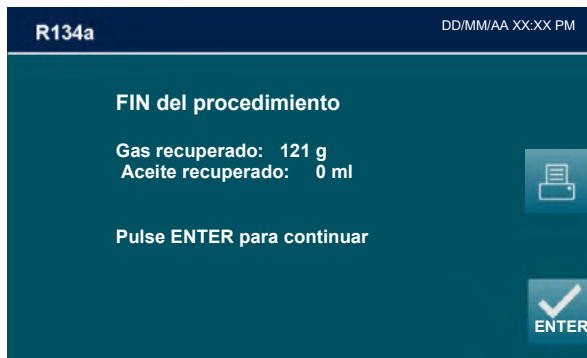 R134a
DD/MM/AA XX:XX PM
FIN del procedimiento
Gas recuperado: 121 g
Aceite recuperado: 0 ml
Pulse ENTER para continuar
ENTER